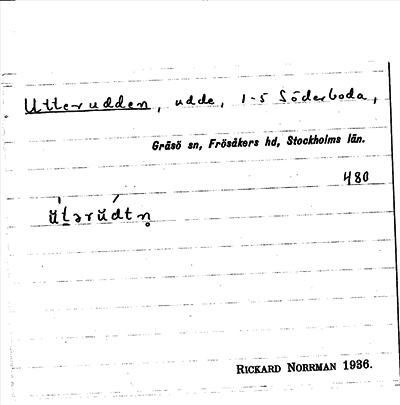 Utterudden, udde, 1-5 Söderboda,
Gräsö sn, Frösåkers hd, Stockholms län.
480
RICKARD NORRMAN 1936.